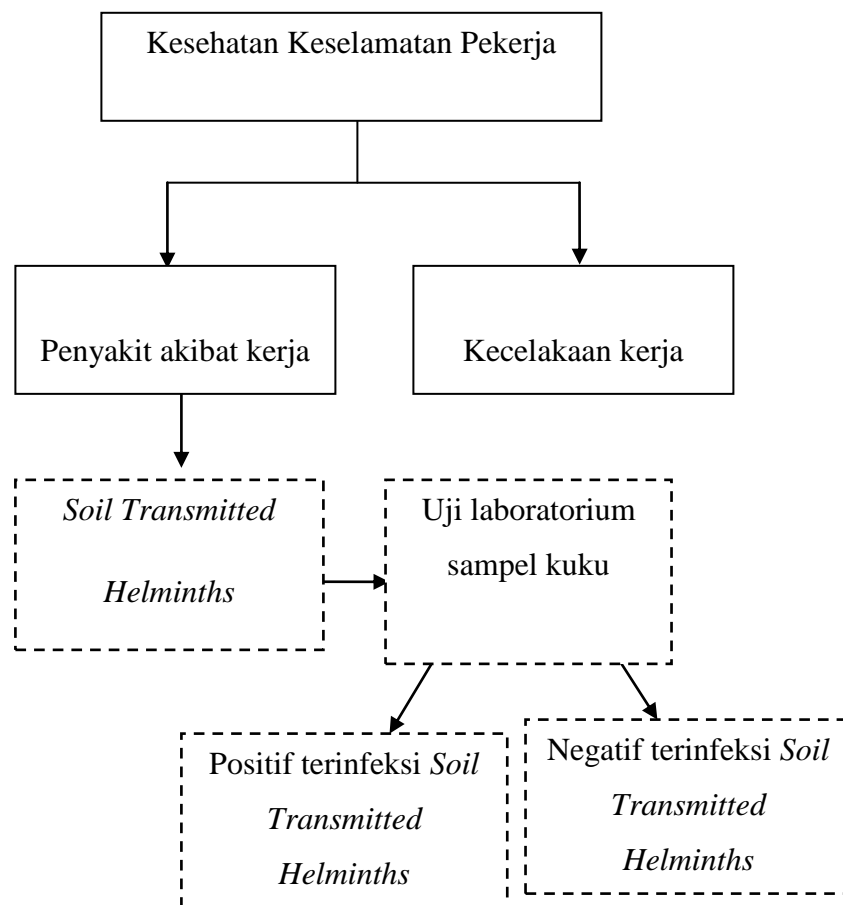 Kesehatan Keselamatan Pekerja
Penyakit akibat kerja
Kecelakaan kerja
Soil Transmitted
Helminths
Uji laboratorium
sampel kuku
Positif terinfeksi Soil
Transmitted
Helminths
Negatif terinfeksi Soil
Transmitted
Helminths